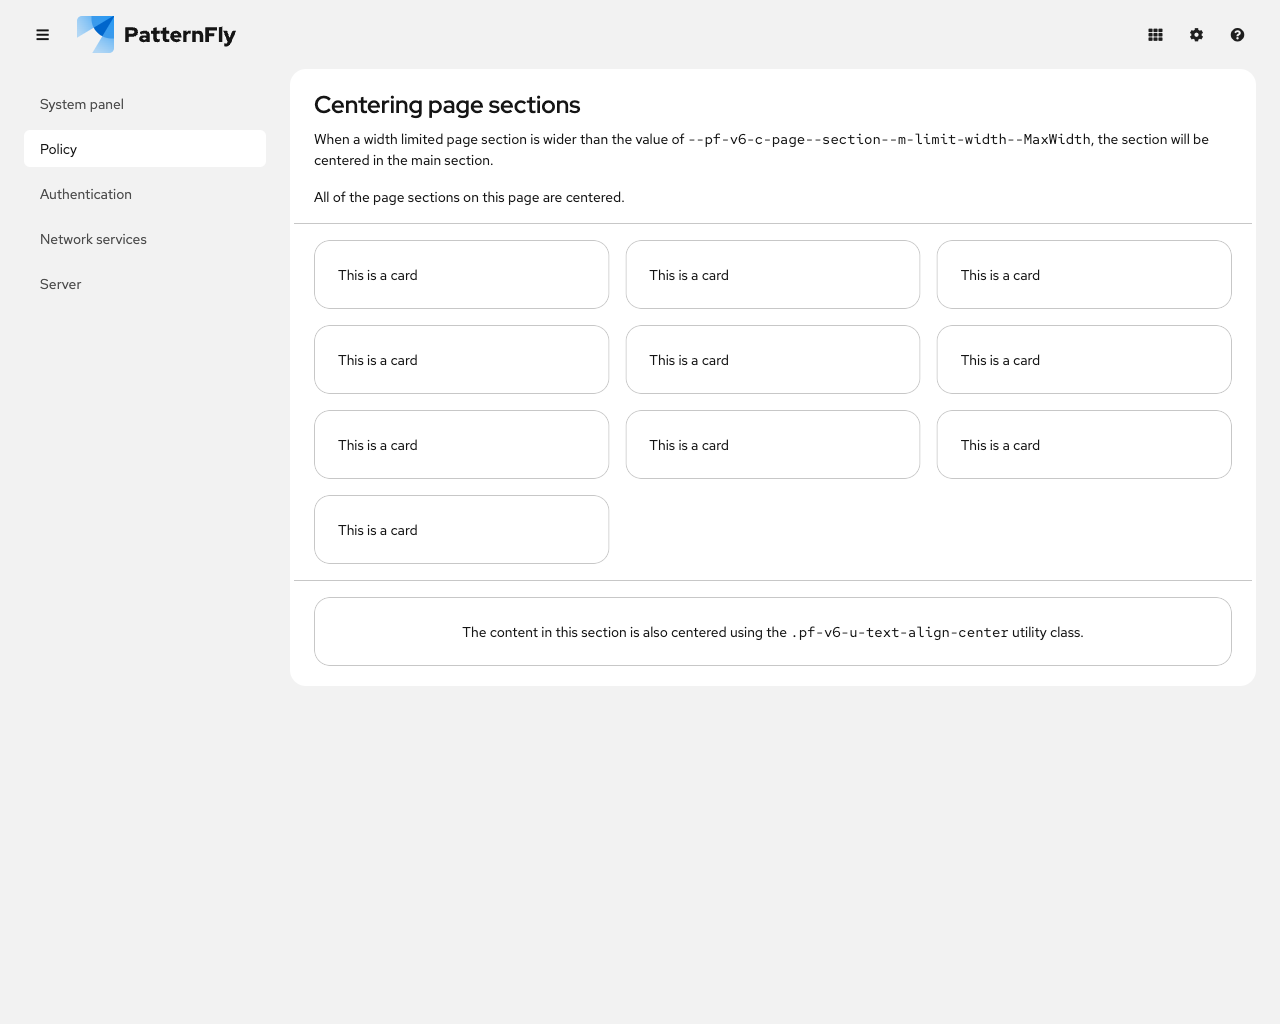 PatternFly
System panel
Policy
Authentication
Network services
Server
Centering page sections
When a width limited page section is wider than the value of --pf-v6-c-page--section--m-limit-width--MaxWidth, the section will be
centered in the main section.
All of the page sections on this page are centered.
This is a card
This is a card
This is a card
This is a card
This is a card
This is a card
This is a card
This is a card
This is a card
This is a card
The content in this section is also centered using the .pf-v6-u-text-align-center utility class.